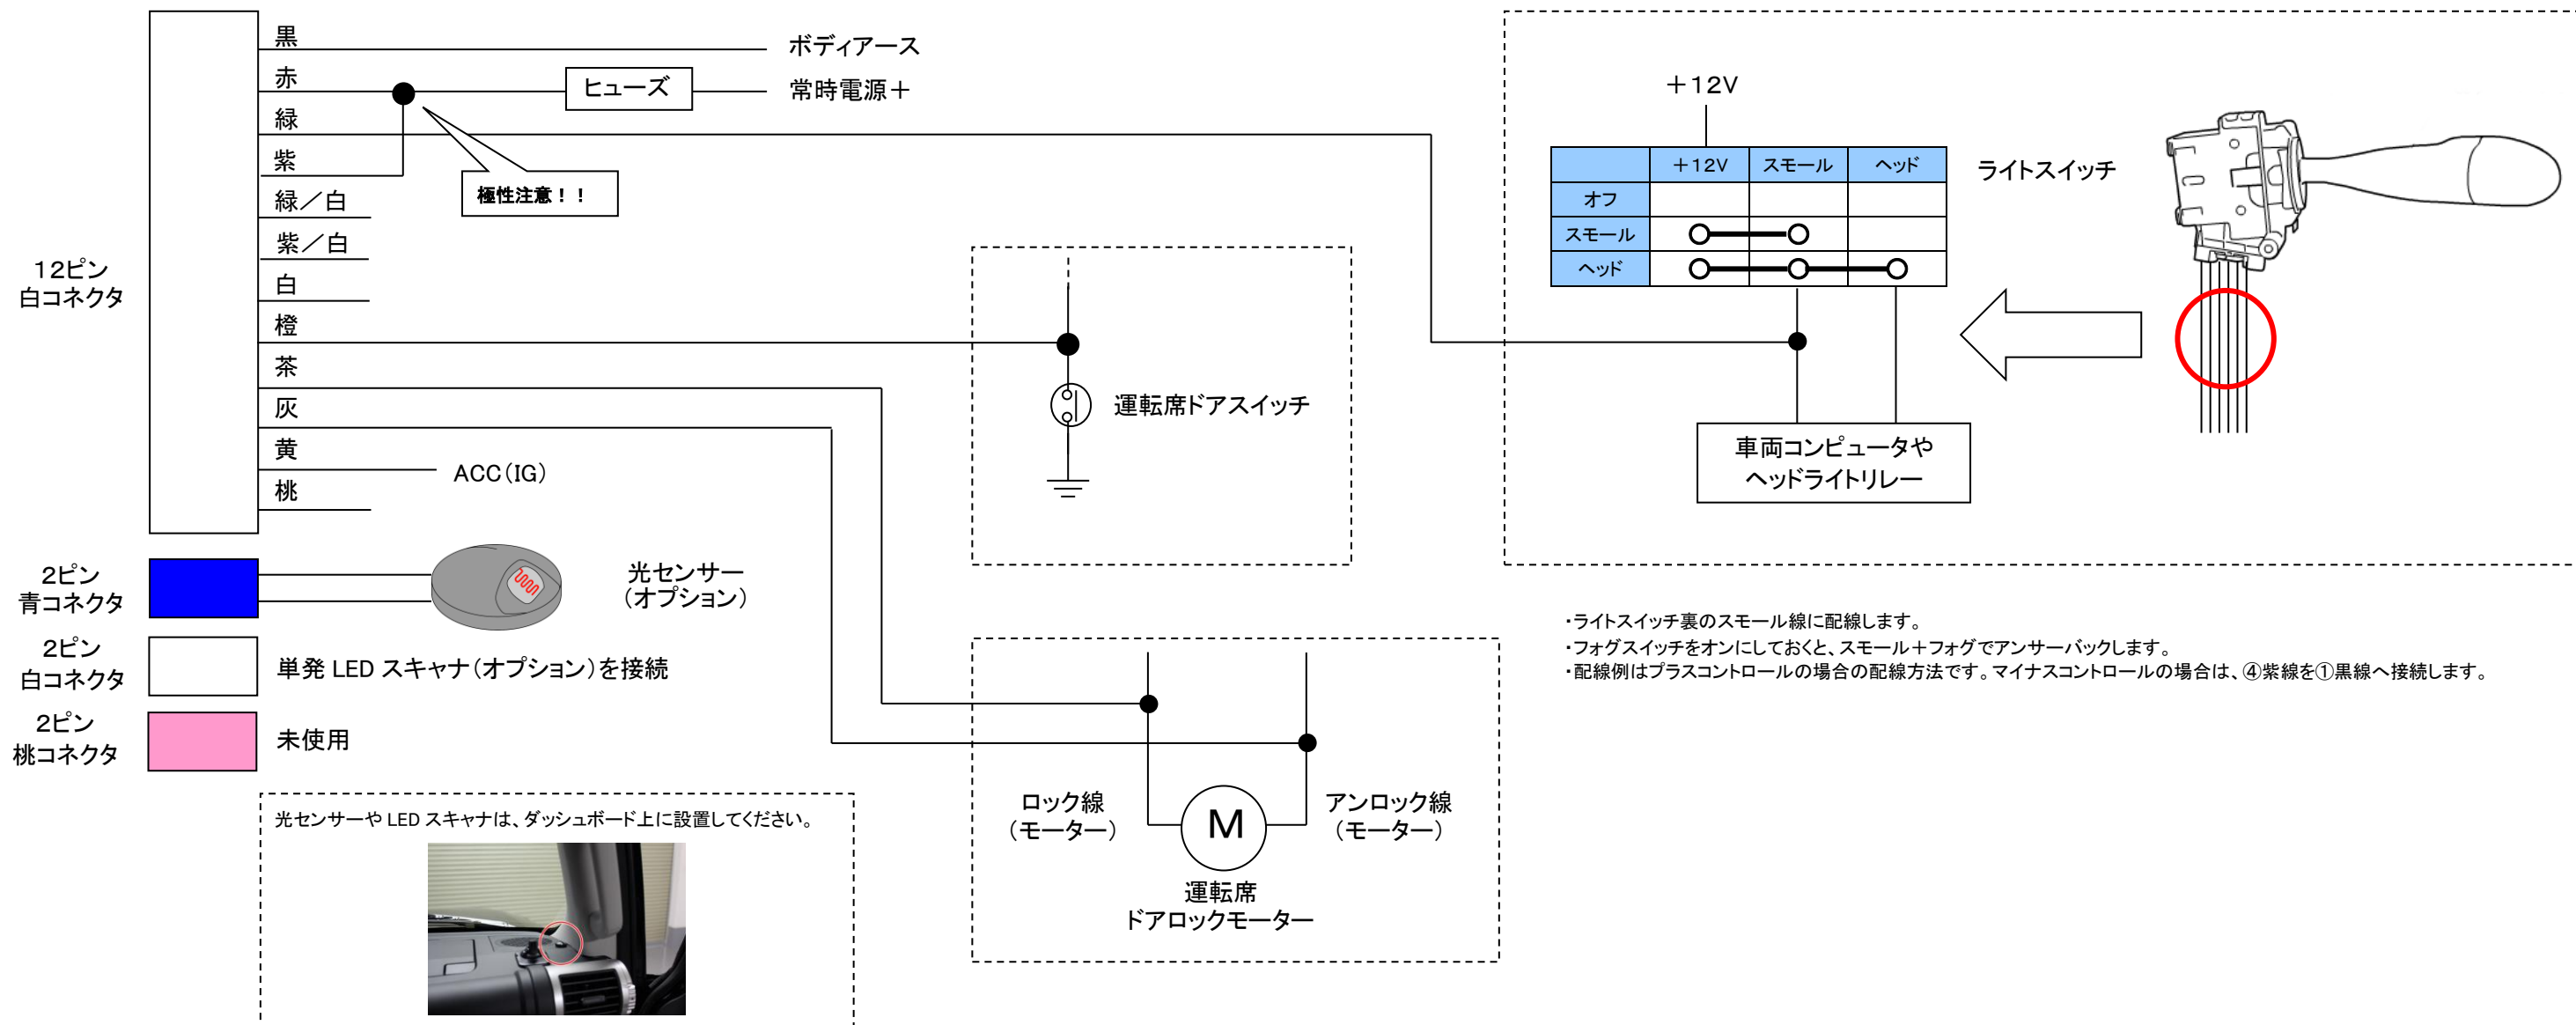 黒
ボディアース
赤
ヒューズ
常時電源＋
緑
紫
極性注意！！
緑／白
紫／白
白
橙
茶
灰
黄
ACC（IG）
桃
１２ピン
白コネクタ
２ピン
青コネクタ
光センサー
（オプション）
２ピン
白コネクタ
単発 LED スキャナ（オプション）を接続
２ピン
桃コネクタ
未使用
光センサーや LED スキャナは、ダッシュボード上に設置してください。
運転席ドアスイッチ
ロック線
（モーター）
M
アンロック線
（モーター）
運転席
ドアロックモーター
＋１２V
＋１２V スモール ヘッド
オフ
スモール
ヘッド
ライトスイッチ
車両コンピュータや
ヘッドライトリレー
・ライトスイッチ裏のスモール線に配線します。
・フォグスイッチをオンにしておくと、スモール＋フォグでアンサーバックします。
・配線例はプラスコントロールの場合の配線方法です。マイナスコントロールの場合は、④紫線を①黒線へ接続します。